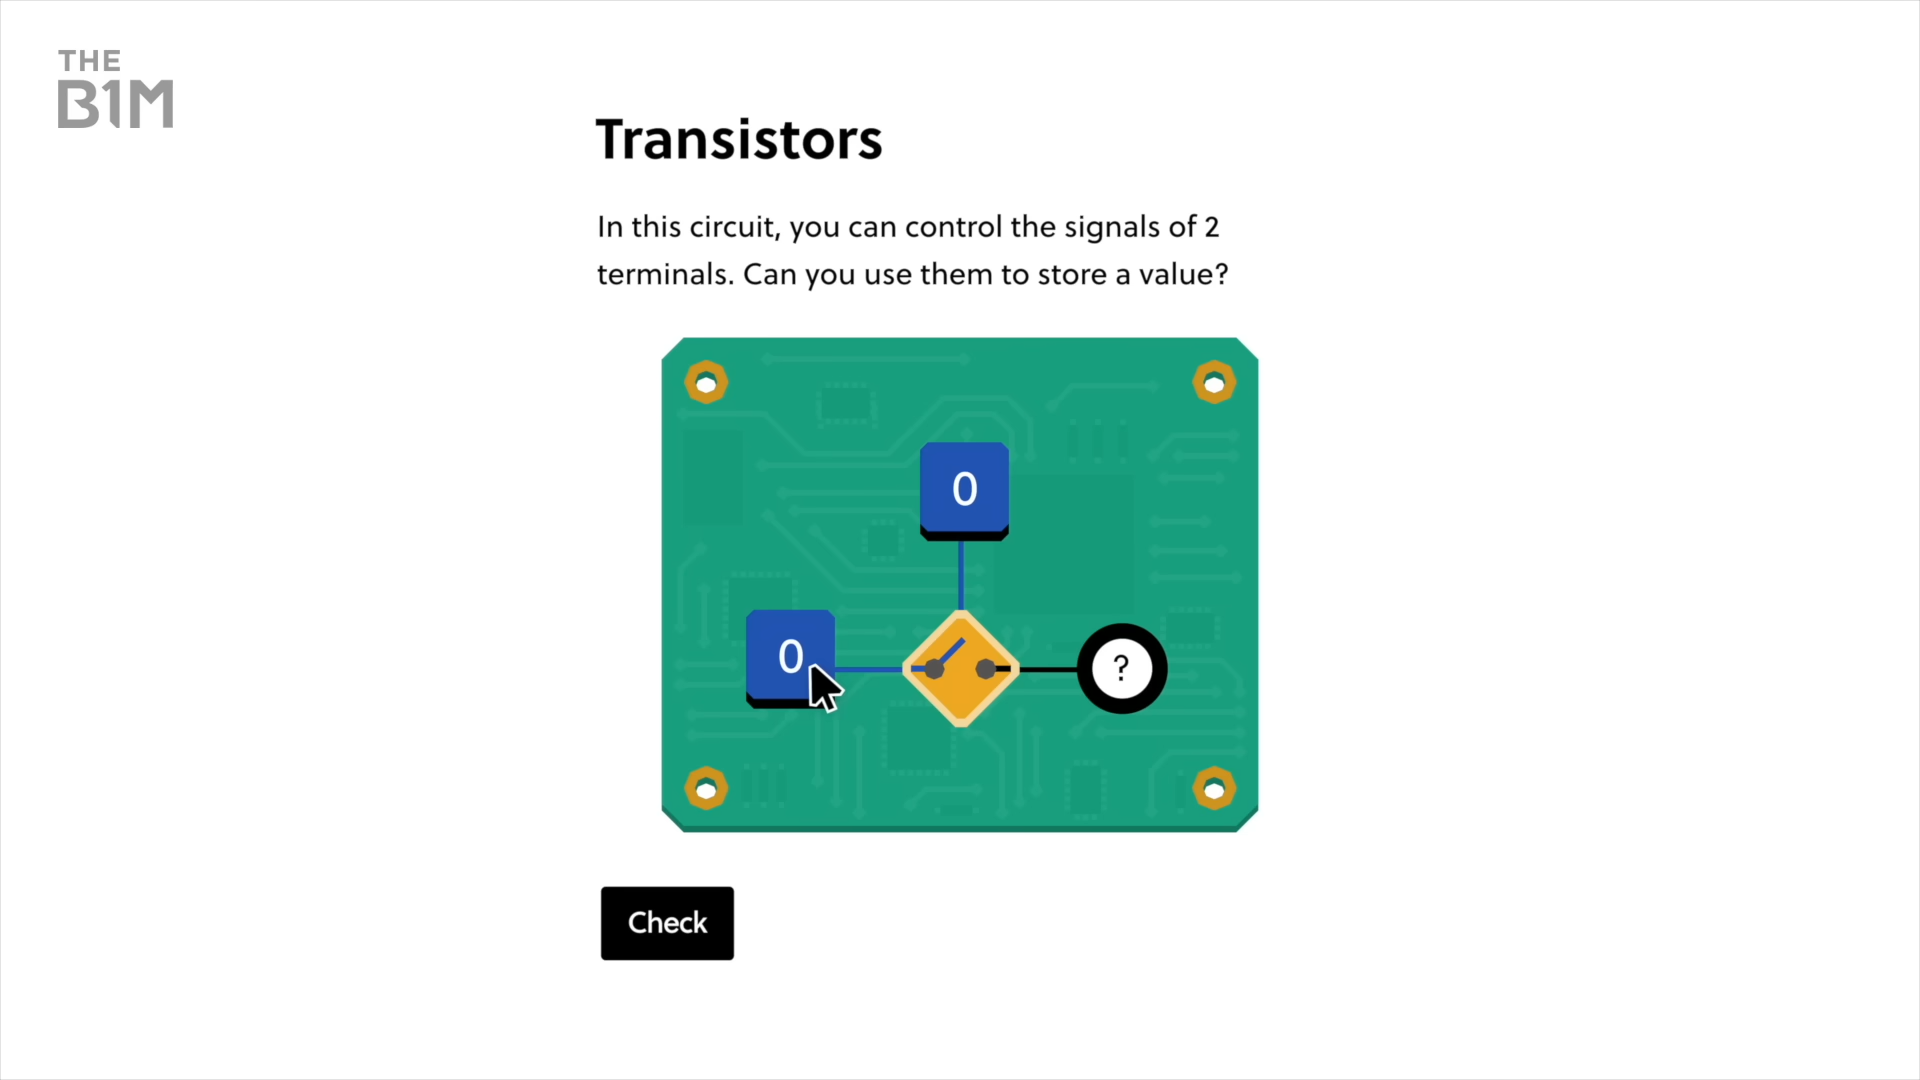 THE
B1M
Transistors
In this circuit, you can control the signals of 2
terminals. Can you use them to store a value?
0
0
?
Check